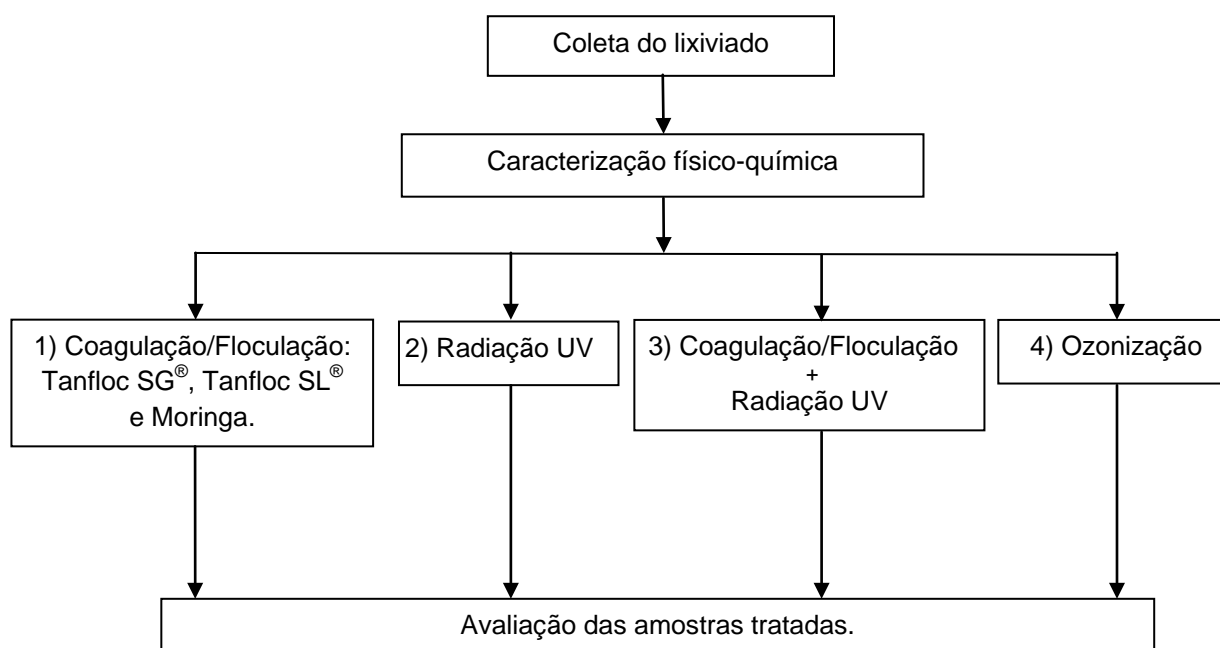 Coleta do lixiviado
Caracterização físico-química
1) Coagulação/Floculação:
Tanfloc SG®, Tanfloc SL®
e Moringa.
2) Radiação UV
3) Coagulação/Floculação
+
Radiação UV
4) Ozonização
Avaliação das amostras tratadas.